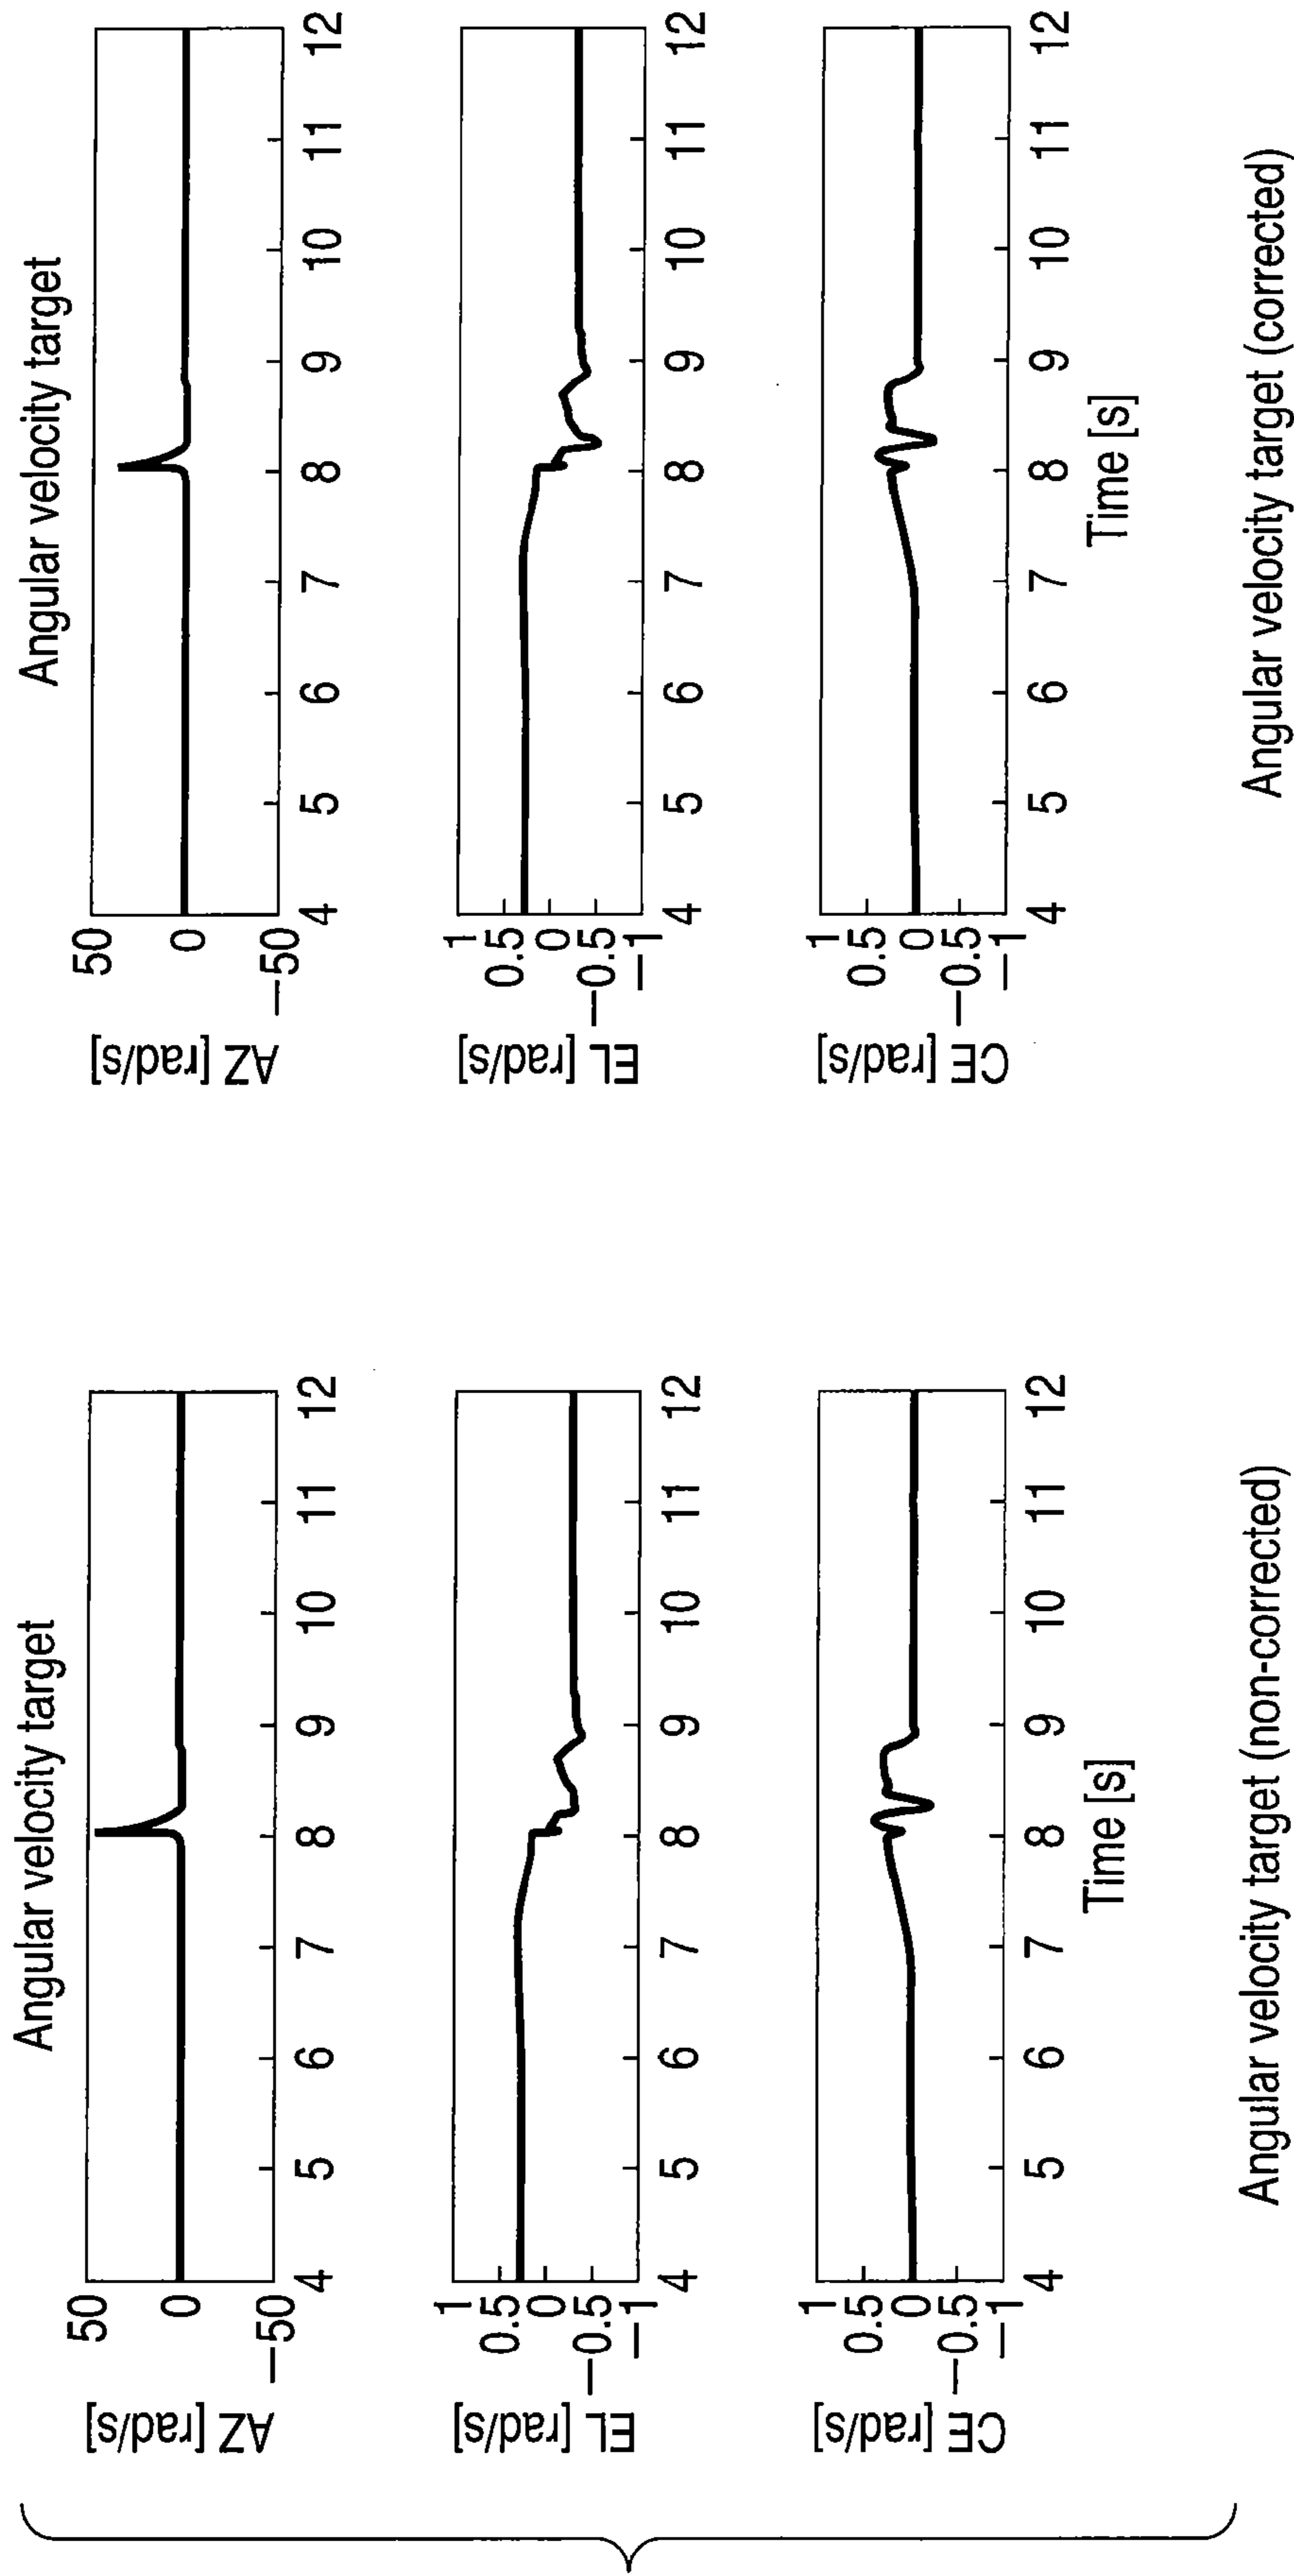 Angular velocity target
AZ [rad/s]
50
0
−50
4 5 6 7 8 9 10 11 12
EL [rad/s]
1
0.5
0
−0.5
−1
4 5 6 7 8 9 10 11 12
CE [rad/s]
1
0.5
0
−0.5
−1
4 5 6 7 8 9 10 11 12
Time [s]
Angular velocity target (non-corrected)
Angular velocity target
AZ [rad/s]
50
0
−50
4 5 6 7 8 9 10 11 12
EL [rad/s]
1
0.5
0
−0.5
−1
4 5 6 7 8 9 10 11 12
CE [rad/s]
1
0.5
0
−0.5
−1
4 5 6 7 8 9 10 11 12
Time [s]
Angular velocity target (corrected)